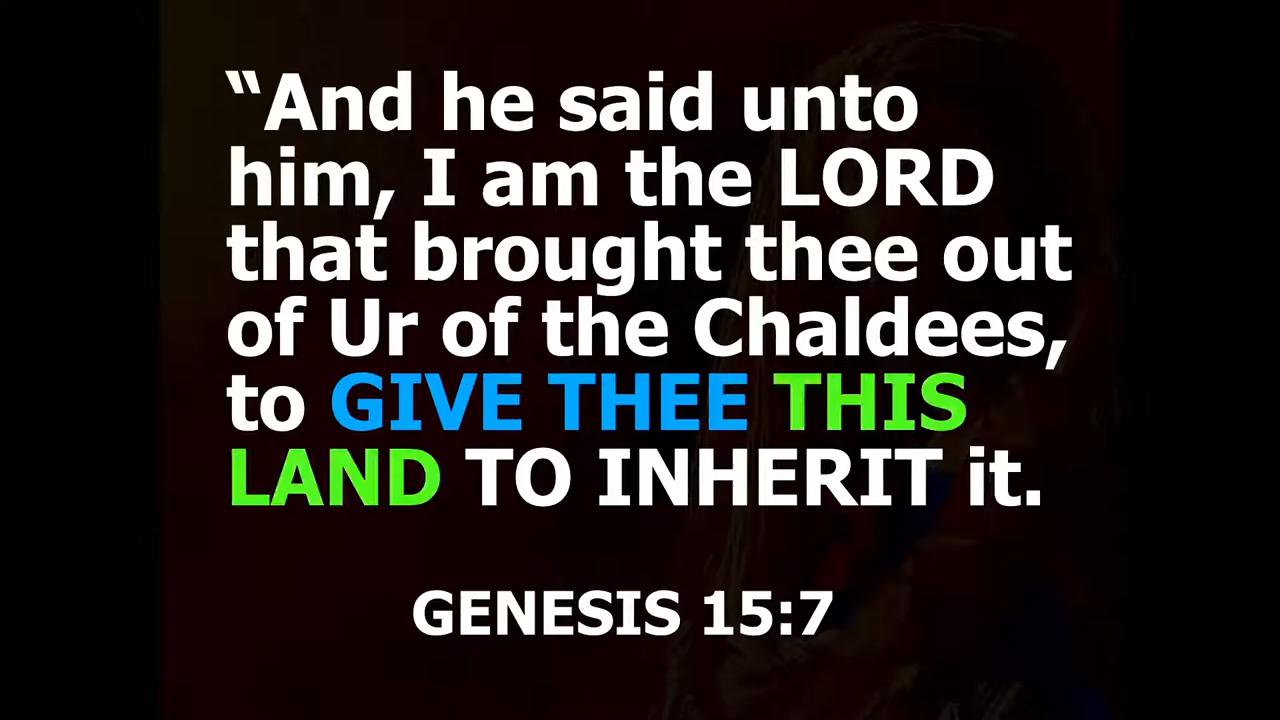 “And he said unto
him, I am the LORD
that brought thee out
of Ur of the Chaldees,
to GIVE THEE THIS
LAND TO INHERIT it.
GENESIS 15:7